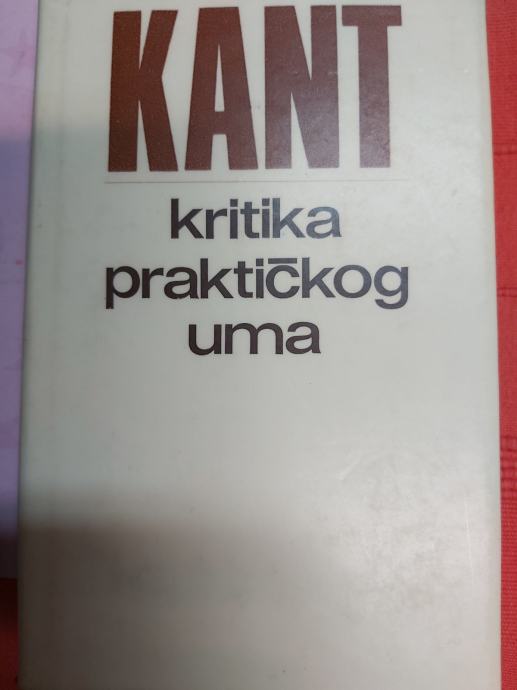 KANT
kritika
praktičkog
uma